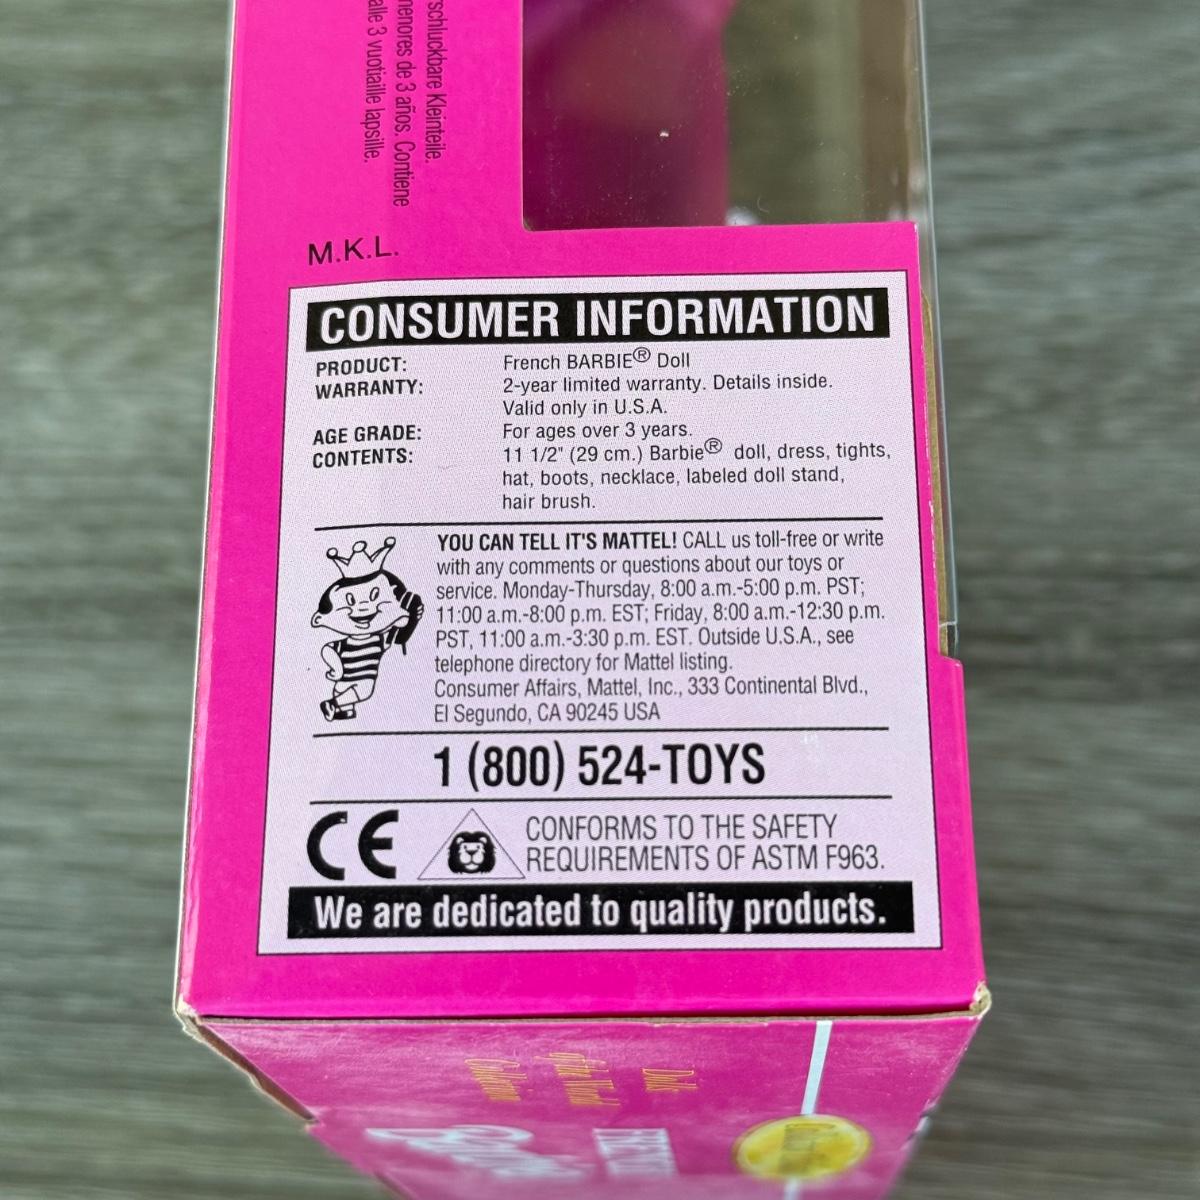 schluckbare Kleinteile.
menores de 3 años. Contiene
alle 3 vuotiaille lapsille.
M.K.L.
CONSUMER INFORMATION
PRODUCT: French BARBIE® Doll
WARRANTY: 2-year limited warranty. Details inside.
Valid only in U.S.A.
AGE GRADE: For ages over 3 years.
CONTENTS: 11 1/2" (29 cm.) Barbie® doll, dress, tights,
hat, boots, necklace, labeled doll stand,
hair brush.
YOU CAN TELL IT'S MATTEL! CALL us toll-free or write
with any comments or questions about our toys or
service. Monday-Thursday, 8:00 a.m.-5:00 p.m. PST;
11:00 a.m.-8:00 p.m. EST; Friday, 8:00 a.m.-12:30 p.m.
PST, 11:00 a.m.-3:30 p.m. EST. Outside U.S.A., see
telephone directory for Mattel listing.
Consumer Affairs, Mattel, Inc., 333 Continental Blvd.,
El Segundo, CA 90245 USA
1 (800) 524-TOYS
CE
CONFORMS TO THE SAFETY
REQUIREMENTS OF ASTM F963.
We are dedicated to quality products.
Dolls
of the World
Collection
Barbie